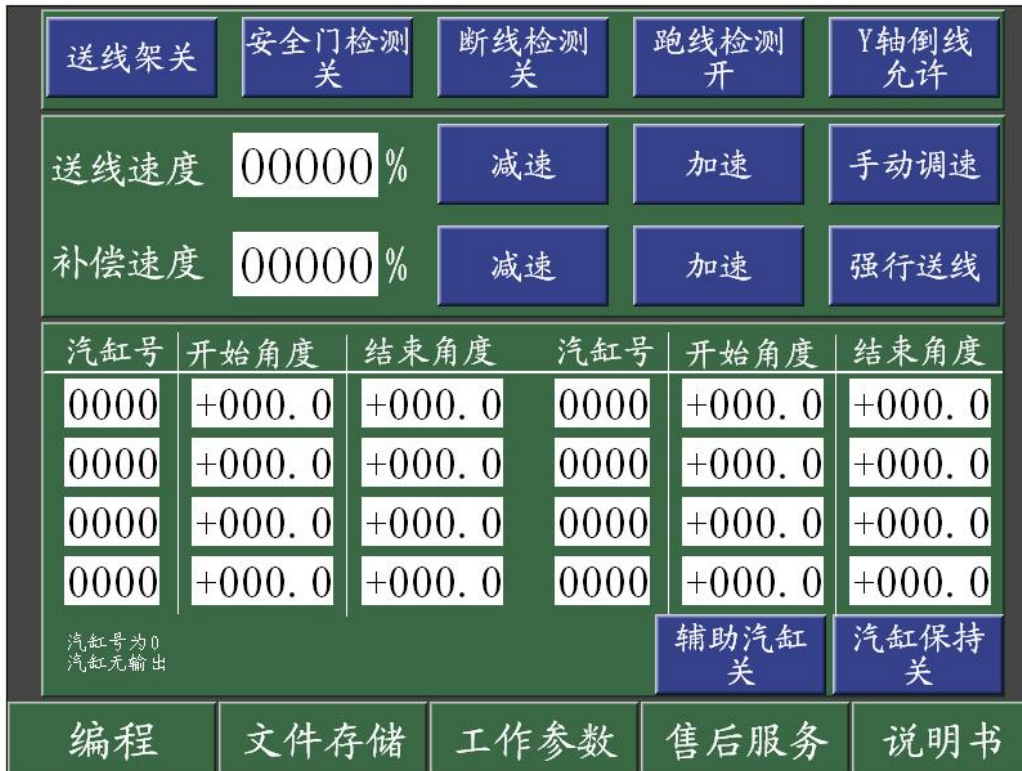 送线架关 安全门检测 断线检测 跑线检测 Y轴倒线
关 关 开 允许
送线速度 00000% 减速 加速 手动调速
补偿速度 00000% 减速 加速 强行送线
汽缸号 开始角度 结束角度 汽缸号 开始角度 结束角度
0000 +000.0 +000.0 0000 +000.0 +000.0
0000 +000.0 +000.0 0000 +000.0 +000.0
0000 +000.0 +000.0 0000 +000.0 +000.0
0000 +000.0 +000.0 0000 +000.0 +000.0
汽缸号为0 辅助汽缸 汽缸保持
汽缸无输出 关 关
编程 文件存储 工作参数 售后服务 说明书